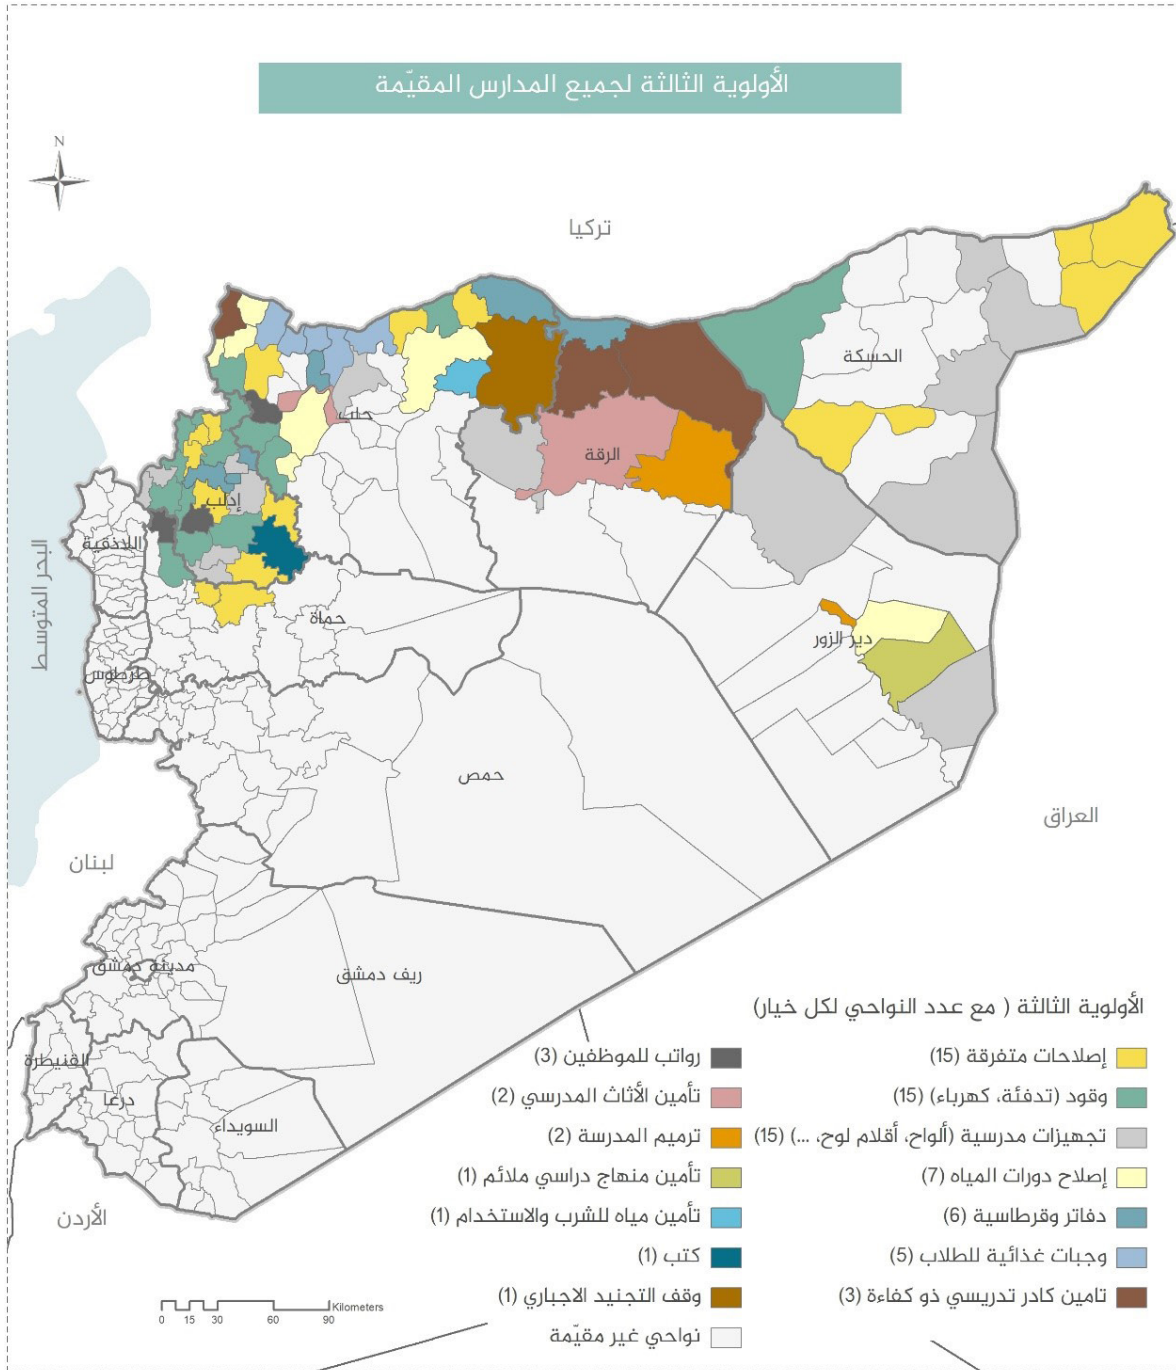 الأولوية الثالثة لجميع المدارس المقيّمة
N
تركيا
الحسكة
حلب
الرقة
إدلب
اللاذقية
البحر المتوسط
حماة
دير الزور
طرطوس
حمص
العراق
لبنان
مدينة دمشق
ريف دمشق
القنيطرة
درعا
السويداء
الأردن
الأولوية الثالثة ( مع عدد النواحي لكل خيار)
إصلاحات متفرقة (15)
وقود (تدفئة، كهرباء) (15)
تجهيزات مدرسية (ألواح، أقلام لوح، ...) (15)
إصلاح دورات المياه (7)
دفاتر وقرطاسية (6)
وجبات غذائية للطلاب (5)
تامين كادر تدريسي ذو كفاءة (3)
رواتب للموظفين (3)
تأمين الأثاث المدرسي (2)
ترميم المدرسة (2)
تأمين منهاج دراسي ملائم (1)
تأمين مياه للشرب والاستخدام (1)
كتب (1)
وقف التجنيد الاجباري (1)
نواحي غير مقيّمة
Kilometers
0 15 30 60 90